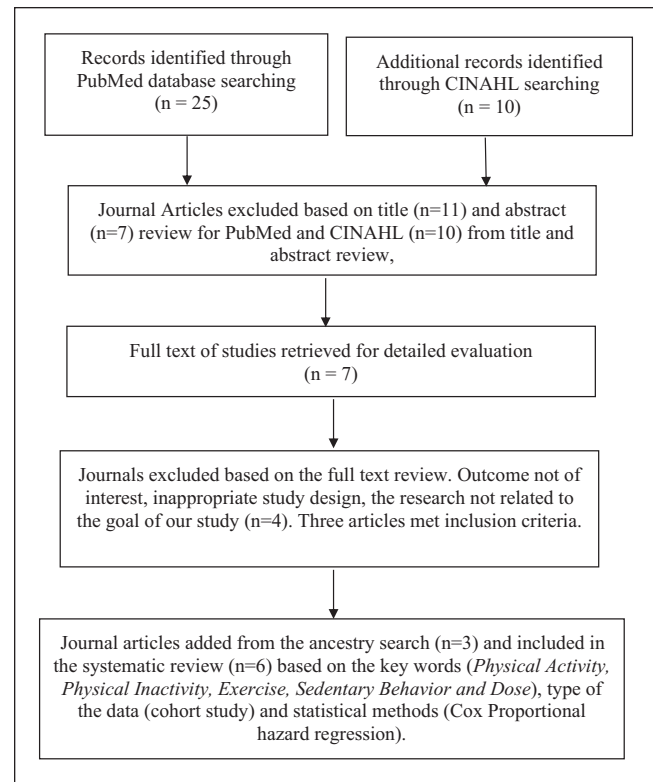 Records identified through
PubMed database searching
(n = 25)
Additional records identified
through CINAHL searching
(n = 10)
Journal Articles excluded based on title (n=11) and abstract
(n=7) review for PubMed and CINAHL (n=10) from title and
abstract review,
Full text of studies retrieved for detailed evaluation
(n = 7)
Journals excluded based on the full text review. Outcome not of
interest, inappropriate study design, the research not related to
the goal of our study (n=4). Three articles met inclusion criteria.
Journal articles added from the ancestry search (n=3) and included in
the systematic review (n=6) based on the key words (Physical Activity,
Physical Inactivity, Exercise, Sedentary Behavior and Dose), type of
the data (cohort study) and statistical methods (Cox Proportional
hazard regression).